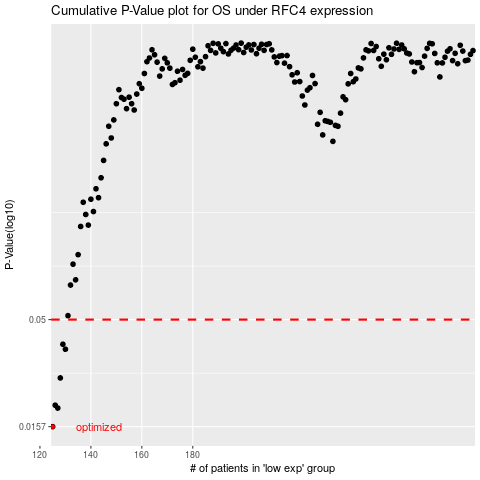 Cumulative P-Value plot for OS under RFC4 expression
P-Value(log10)
0.05
0.0157
optimized
120 140 160 180
# of patients in 'low exp' group